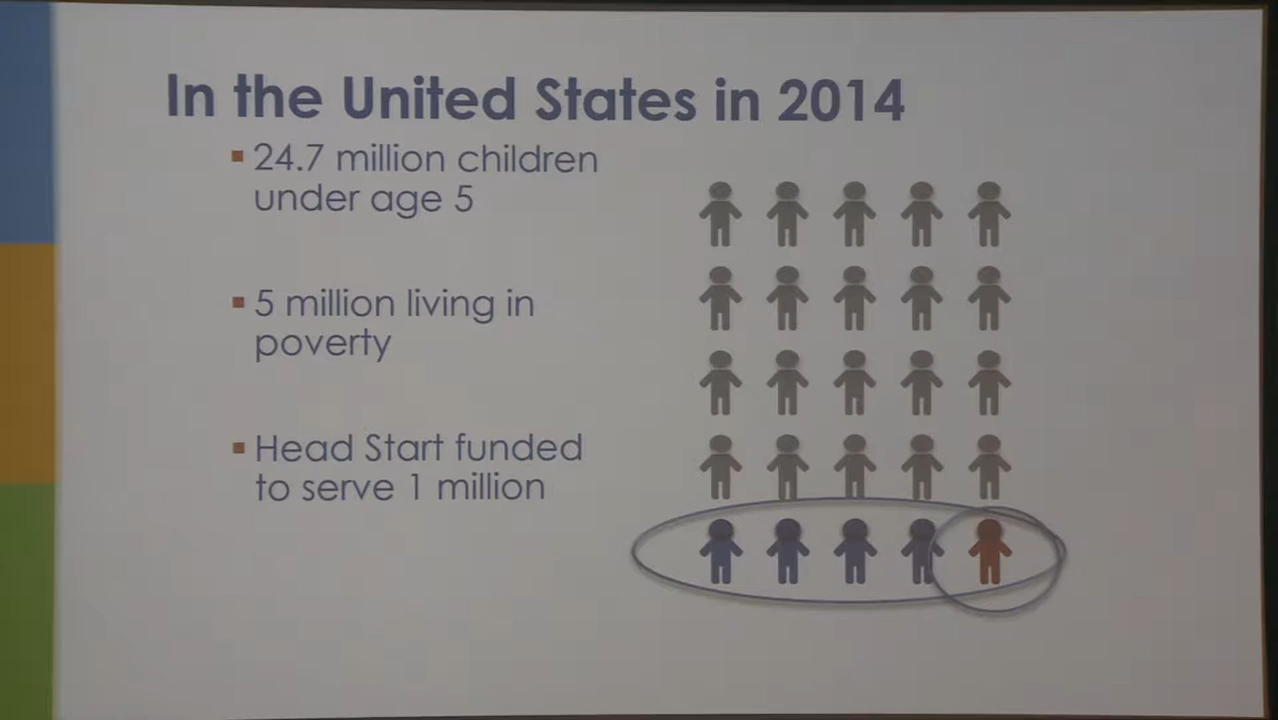 In the United States in 2014
24.7 million children
under age 5
5 million living in
poverty
Head Start funded
to serve 1 million